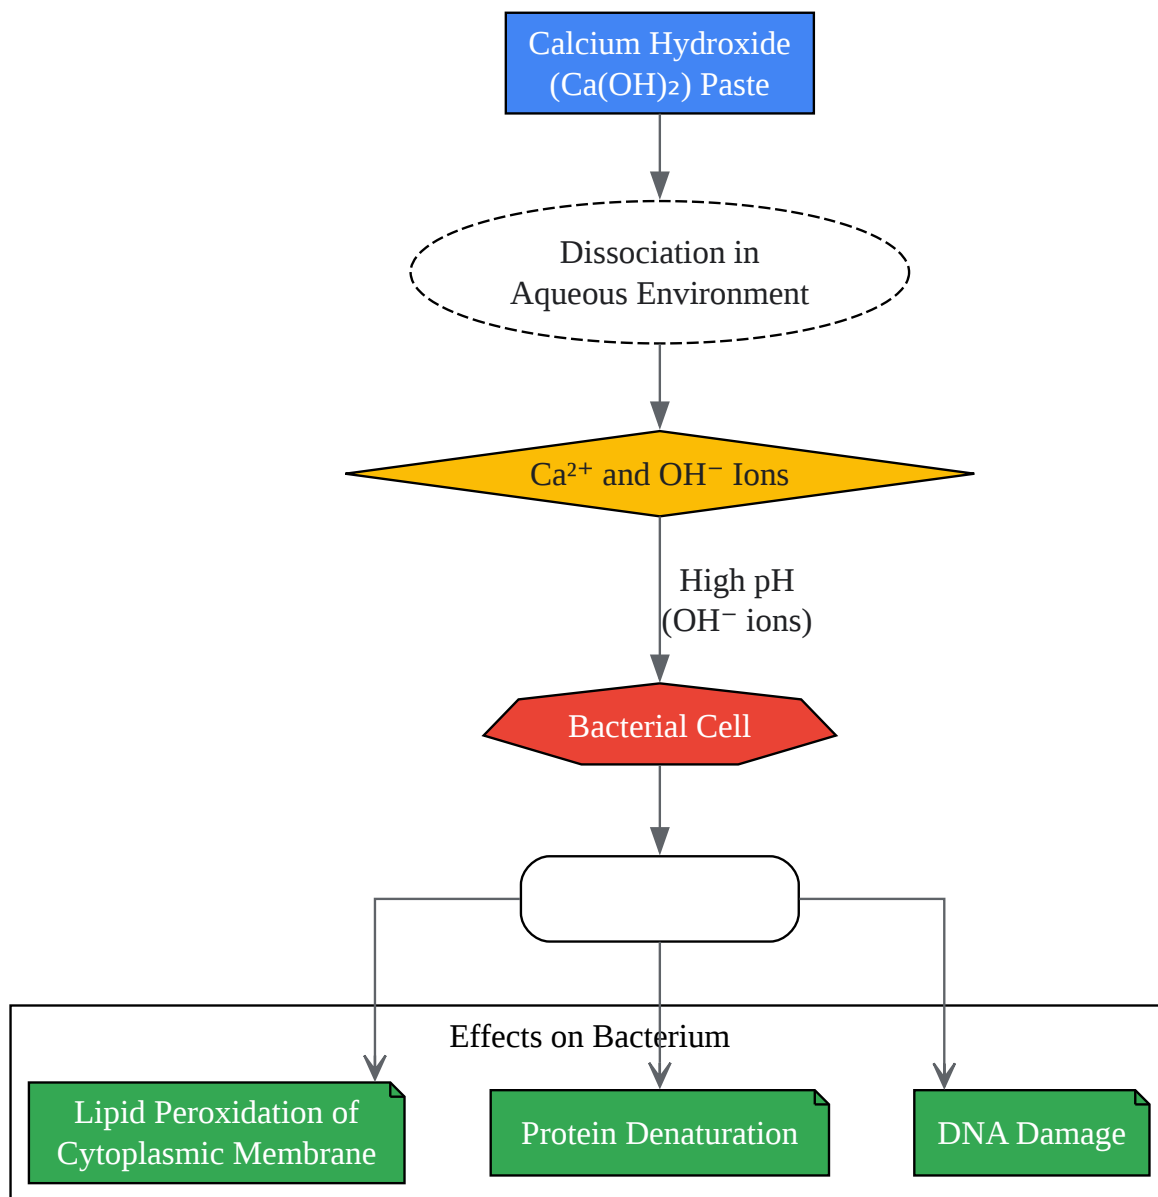 Calcium Hydroxide
(Ca(OH)₂) Paste
Dissociation in
Aqueous Environment
Ca²⁺ and OH⁻ Ions
High pH
(OH⁻ ions)
Bacterial Cell
Effects on Bacterium
Lipid Peroxidation of
Cytoplasmic Membrane
Protein Denaturation
DNA Damage